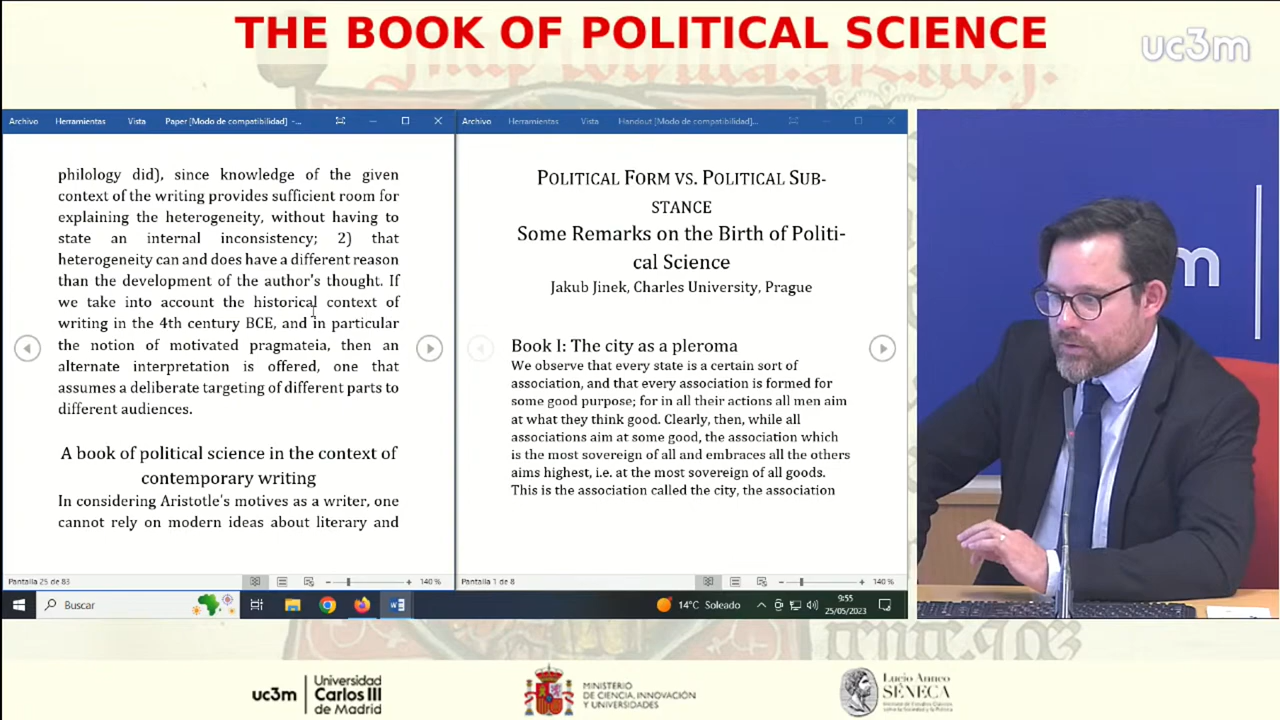 THE BOOK OF POLITICAL SCIENCE
uc3m
Archivo Herramientas Vista Paper [Modo de compatibilidad] -...
philology did), since knowledge of the given
context of the writing provides sufficient room for
explaining the heterogeneity, without having to
state an internal inconsistency; 2) that
heterogeneity can and does have a different reason
than the development of the author's thought. If
we take into account the historical context of
writing in the 4th century BCE, and in particular
the notion of motivated pragmateia, then an
alternate interpretation is offered, one that
assumes a deliberate targeting of different parts to
different audiences.
A book of political science in the context of
contemporary writing
In considering Aristotle's motives as a writer, one
cannot rely on modern ideas about literary and
Pantalla 25 de 83
140 %
Archivo Herramientas Vista Handout [Modo de compatibilidad]...
POLITICAL FORM VS. POLITICAL SUB-
STANCE
Some Remarks on the Birth of Politi-
cal Science
Jakub Jinek, Charles University, Prague
Book I: The city as a pleroma
We observe that every state is a certain sort of
association, and that every association is formed for
some good purpose; for in all their actions all men aim
at what they think good. Clearly, then, while all
associations aim at some good, the association which
is the most sovereign of all and embraces all the others
aims highest, i.e. at the most sovereign of all goods.
This is the association called the city, the association
Pantalla 1 de 8
140 %
Buscar
14°C Soleado
9:55
25/05/2023
m
uc3m
Universidad
Carlos III
de Madrid
MINISTERIO
DE CIENCIA, INNOVACIÓN
Y UNIVERSIDADES
Lucio Anneo
SÉNECA